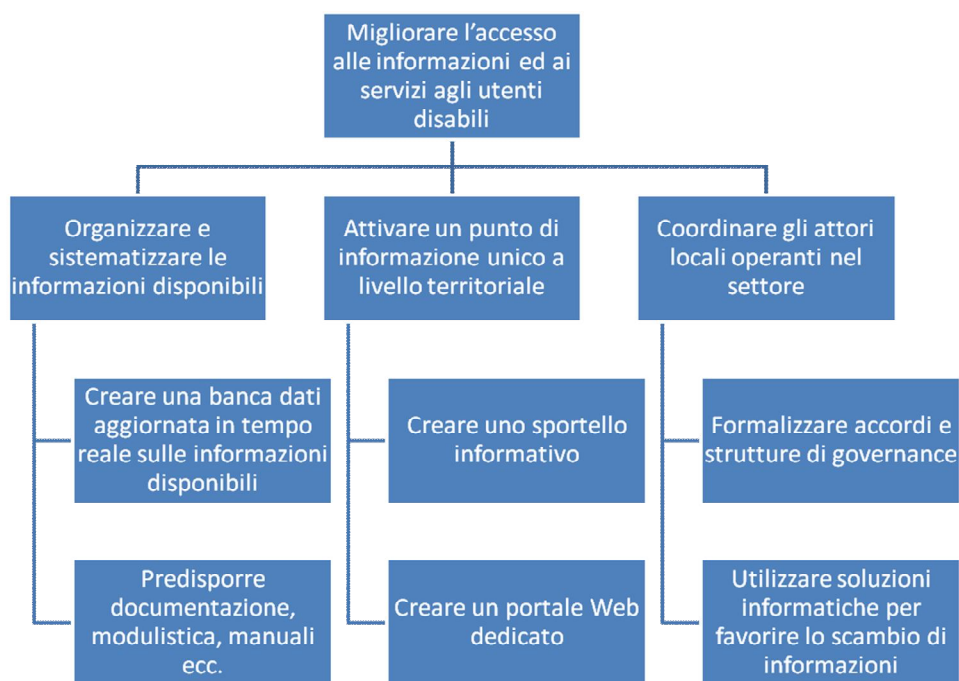 Migliorare l'accesso
alle informazioni ed ai
servizi agli utenti
disabili
Organizzare e
sistematizzare le
informazioni disponibili
Attivare un punto di
informazione unico a
livello territoriale
Coordinare gli attori
locali operanti nel
settore
Creare una banca dati
aggiornata in tempo
reale sulle informazioni
disponibili
Creare uno sportello
informativo
Formalizzare accordi e
strutture di governance
Predisporre
documentazione,
modulistica, manuali
ecc.
Creare un portale Web
dedicato
Utilizzare soluzioni
informatiche per
favorire lo scambio di
informazioni